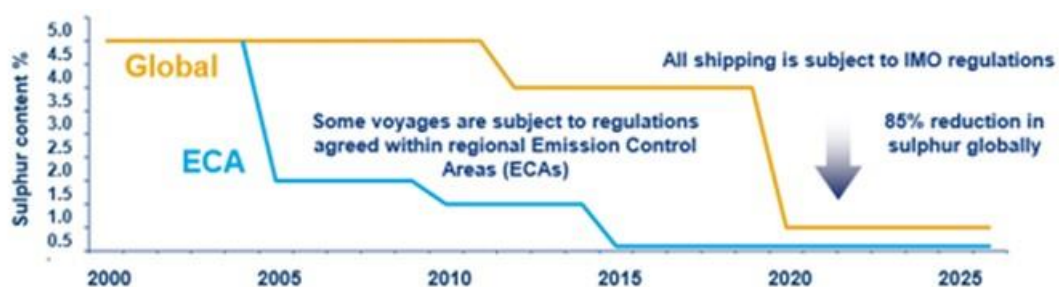 Sulphur content %
5.0
4.5
4.0
3.5
3.0
2.5
2.0
1.5
1.0
0.5
Global
ECA
All shipping is subject to IMO regulations
Some voyages are subject to regulations
agreed within regional Emission Control
Areas (ECAs)
85% reduction in
sulphur globally
2000 2005 2010 2015 2020 2025